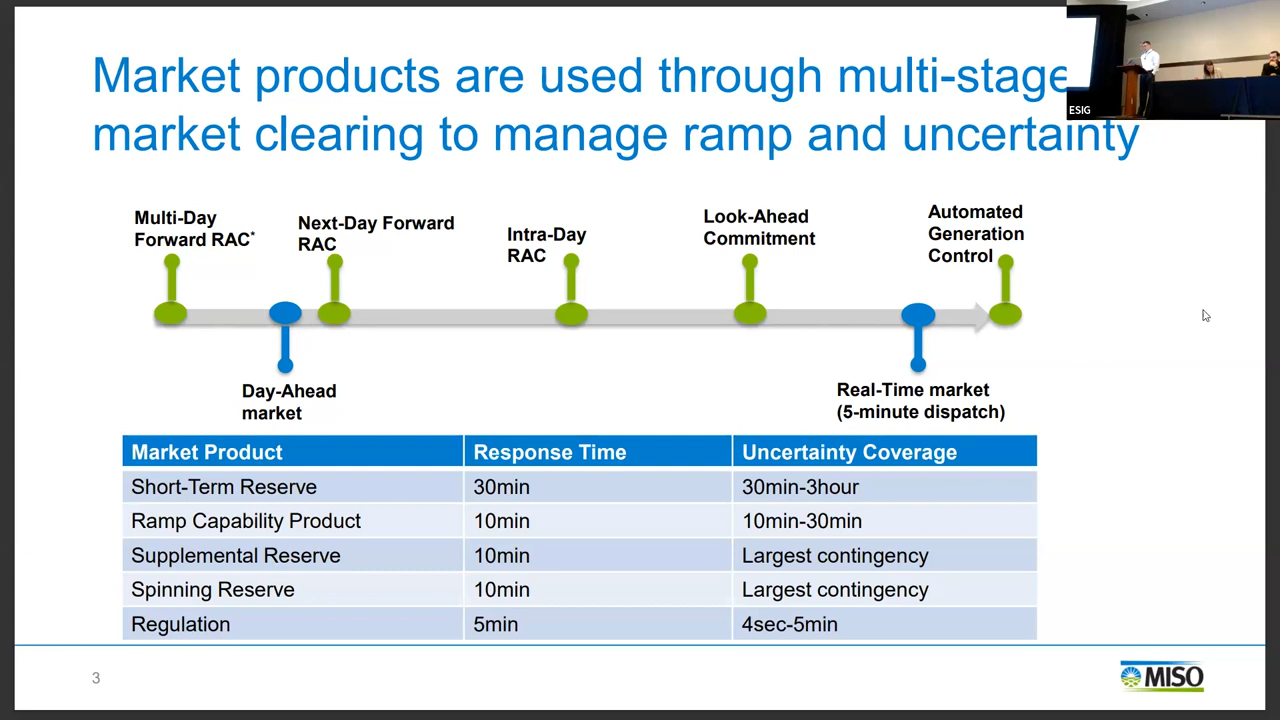 Market products are used through multi-stage
market clearing to manage ramp and uncertainty
ESIG
Multi-Day
Forward RAC*
Next-Day Forward
RAC
Intra-Day
RAC
Look-Ahead
Commitment
Automated
Generation
Control
Day-Ahead
market
Real-Time market
(5-minute dispatch)
Market Product Response Time Uncertainty Coverage
Short-Term Reserve 30min 30min-3hour
Ramp Capability Product 10min 10min-30min
Supplemental Reserve 10min Largest contingency
Spinning Reserve 10min Largest contingency
Regulation 5min 4sec-5min
3
MISO